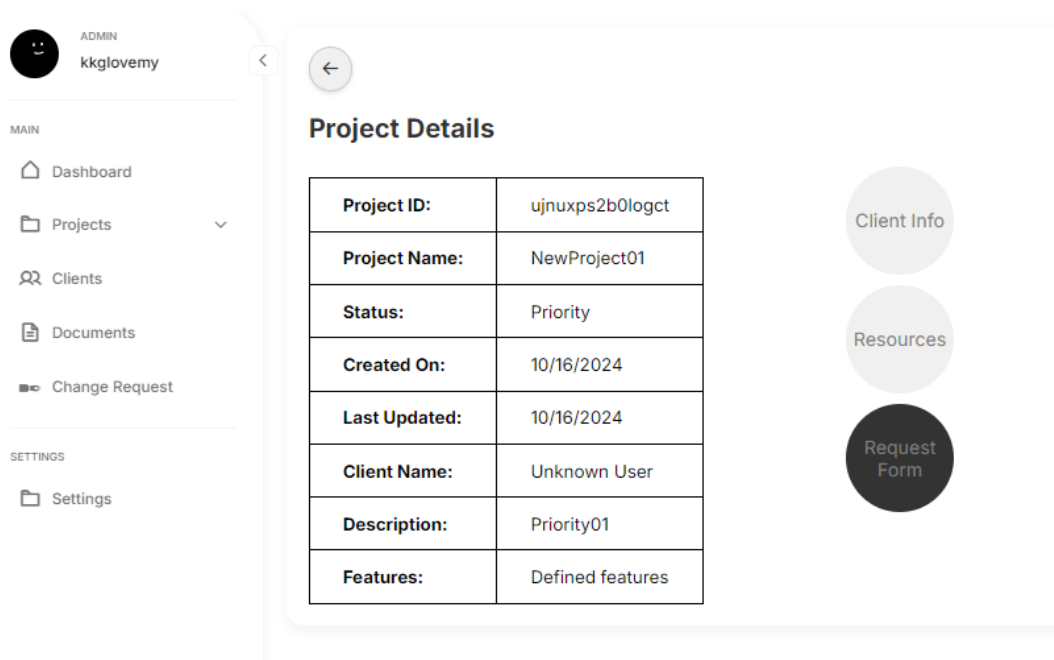 ADMIN
kkglovemy
MAIN
Dashboard
Projects
Clients
Documents
Change Request
SETTINGS
Settings
Project Details
Project ID: ujnuxps2b0logct
Project Name: NewProject01
Status: Priority
Created On: 10/16/2024
Last Updated: 10/16/2024
Client Name: Unknown User
Description: Priority01
Features: Defined features
Client Info
Resources
Request
Form